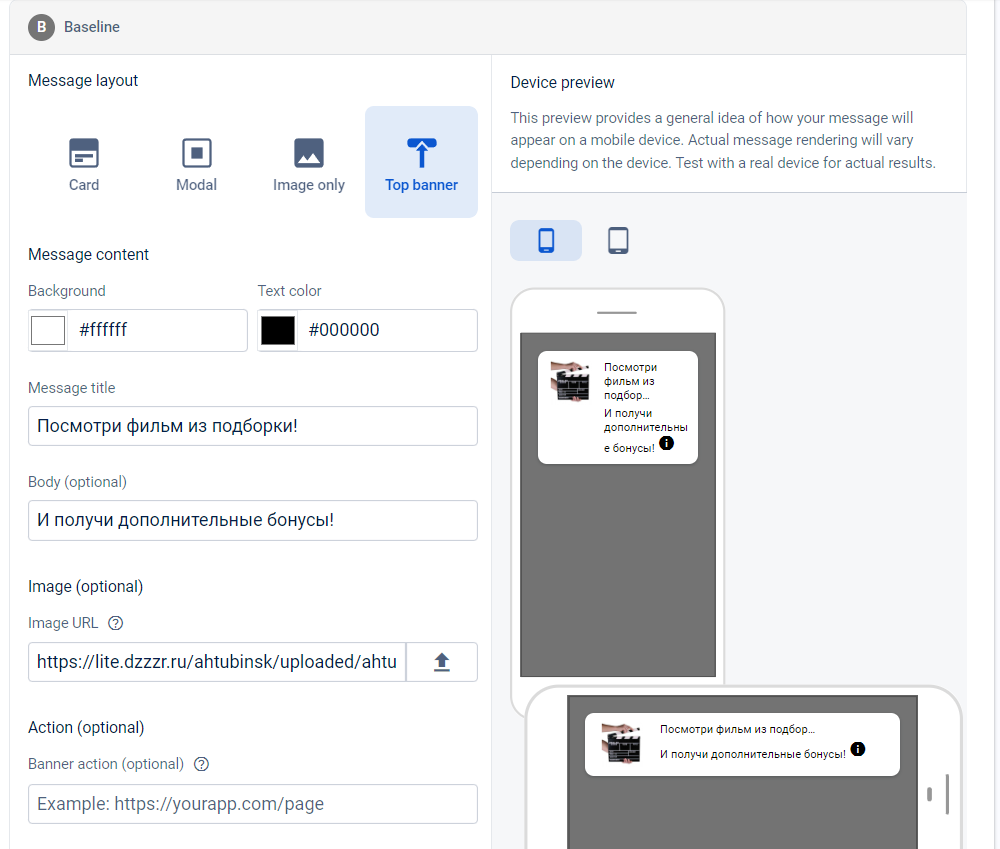 B Baseline
Message layout
Card
Modal
Image only
Top banner
Message content
Background
Text color
#ffffff
#000000
Message title
Посмотри фильм из подборки!
Body (optional)
И получи дополнительные бонусы!
Image (optional)
Image URL ?
https://lite.dzzzr.ru/ahtubinsk/uploaded/ahtu
Action (optional)
Banner action (optional) ?
Example: https://yourapp.com/page
Device preview
This preview provides a general idea of how your message will
appear on a mobile device. Actual message rendering will vary
depending on the device. Test with a real device for actual results.
Посмотри
фильм из
подбор...
И получи
дополнительны
е бонусы! i
Посмотри фильм из подбор...
И получи дополнительные бонусы! i